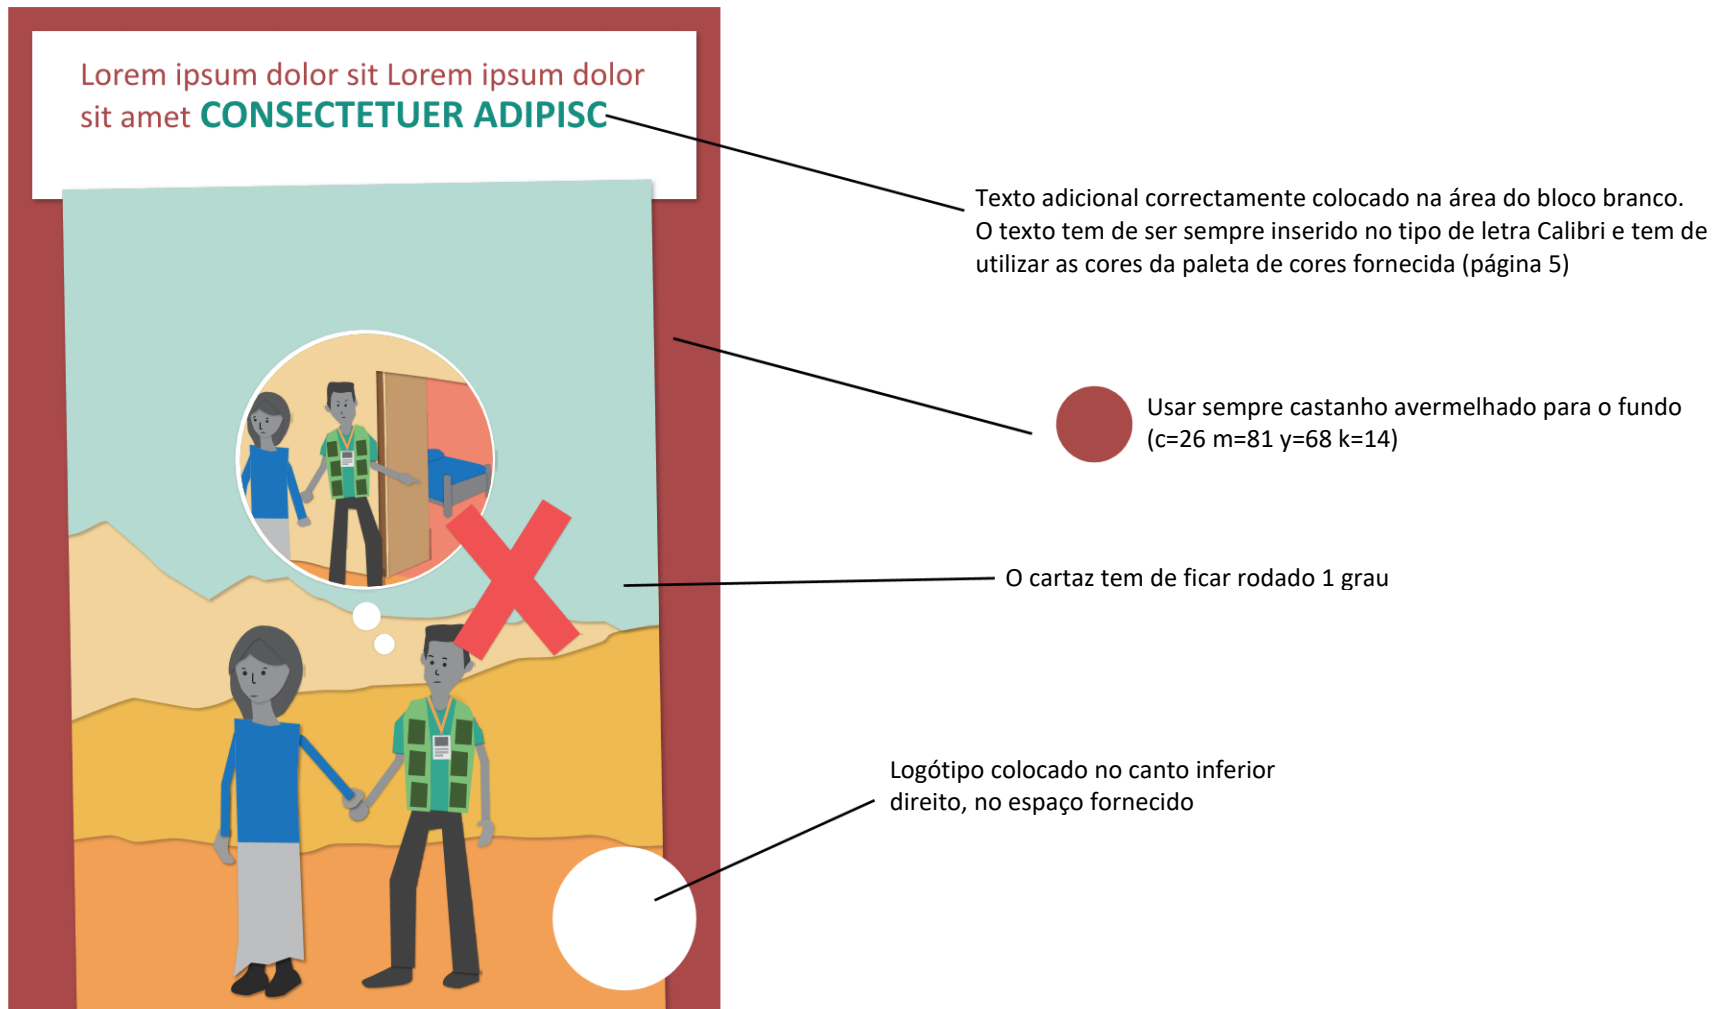 Lorem ipsum dolor sit Lorem ipsum dolor
sit amet CONSECTETUER ADIPISC
Texto adicional correctamente colocado na área do bloco branco.
O texto tem de ser sempre inserido no tipo de letra Calibri e tem de
utilizar as cores da paleta de cores fornecida (página 5)
Usar sempre castanho avermelhado para o fundo
(c=26 m=81 y=68 k=14)
O cartaz tem de ficar rodado 1 grau
Logótipo colocado no canto inferior
direito, no espaço fornecido